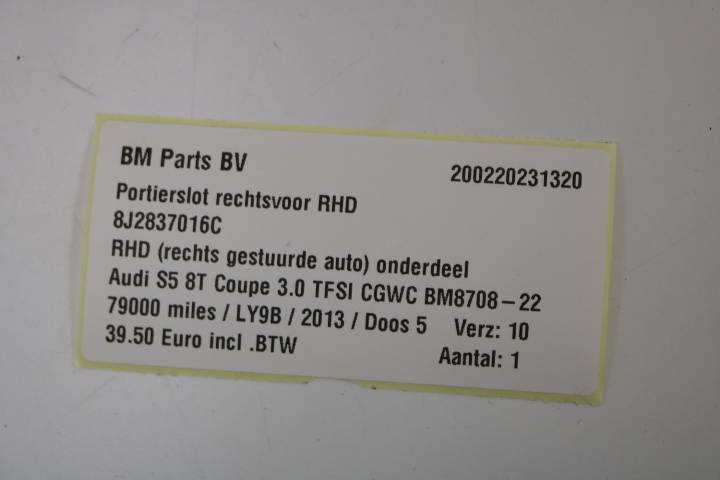 BM Parts BV 200220231320
Portierslot rechtsvoor RHD
8J2837016C
RHD (rechts gestuurde auto) onderdeel
Audi S5 8T Coupe 3.0 TFSI CGWC BM8708-22
79000 miles / LY9B / 2013 / Doos 5 Verz: 10
39.50 Euro incl .BTW Aantal: 1